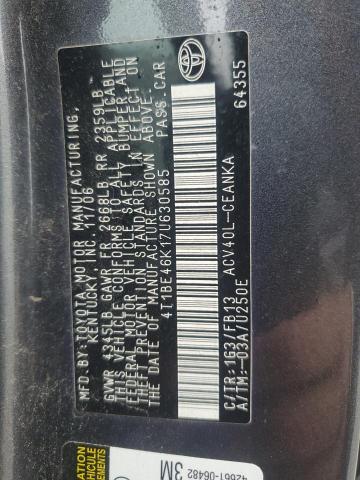 MFD.BY:TOYOTA MOTOR MANUFACTURING,
KENTUCKY, INC. 11/06
GVWR 4345LB GAWR FR 2668LB RR 2359LB
THIS VEHICLE CONFORMS TO ALL APPLICABLE
FEDERAL MOTOR VEHICLE SAFETY, BUMPER, AND
THEFT PREVENTION STANDARDS IN EFFECT ON
THE DATE OF MANUFACTURE SHOWN ABOVE.
4T1BE46K17U630585 PASS. CAR
C/TR:1G3/FB13 ACV40L-CEANKA
A/TM:-03A/U250E 64355
42661-06482
3M